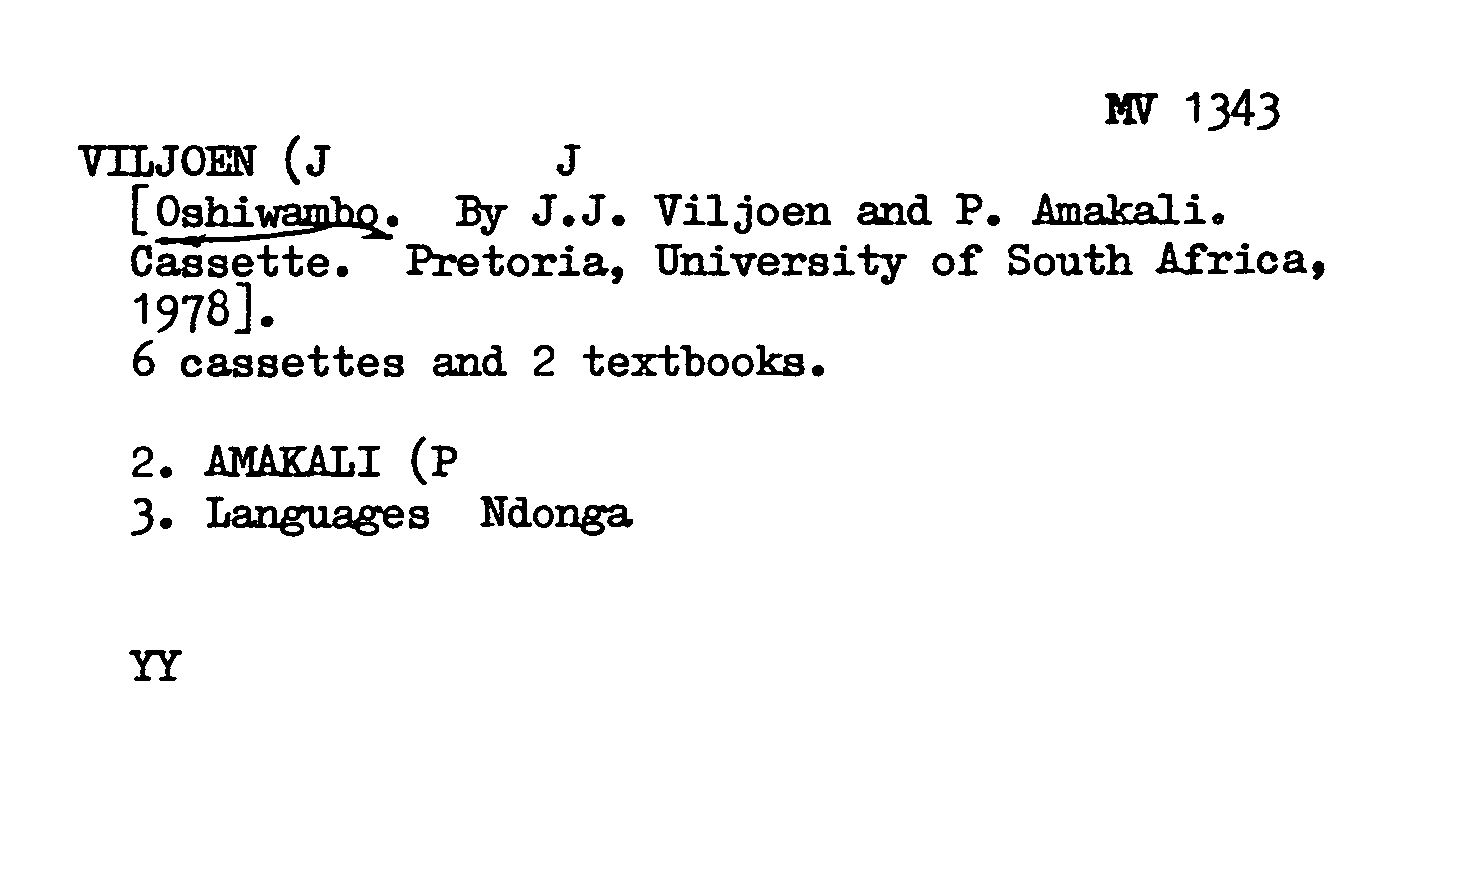 MV 1343
VILJOEN (J J
[Oshiwambo. By J.J. Viljoen and P. Amakali.
Cassette. Pretoria, University of South Africa,
1978].
6 cassettes and 2 textbooks.
2. AMAKALI (P
3. Languages Ndonga
YY